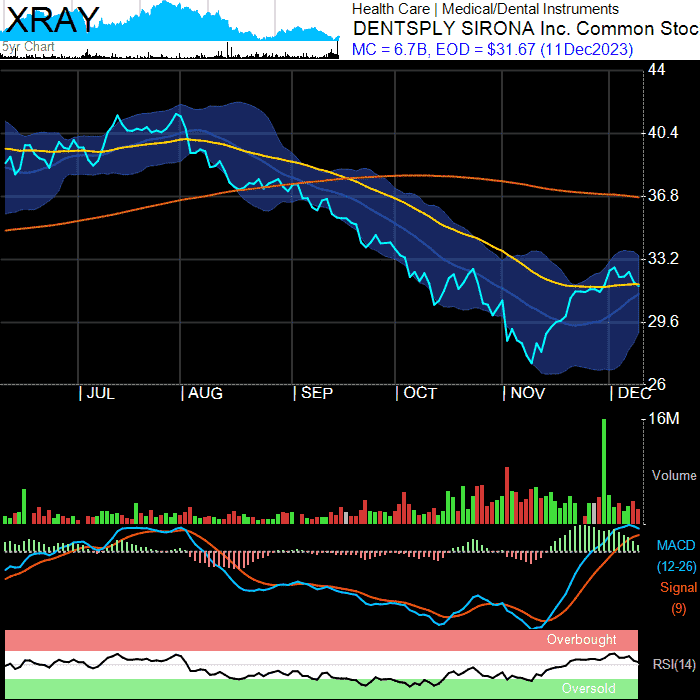 XRAY
5yr Chart
Health Care | Medical/Dental Instruments
DENTSPLY SIRONA Inc. Common Stoc
MC = 6.7B, EOD = $31.67 (11Dec2023)
44
40.4
36.8
33.2
29.6
26
JUL AUG SEP OCT NOV DEC
16M
Volume
MACD
(12-26)
Signal
(9)
Overbought
RSI(14)
Oversold